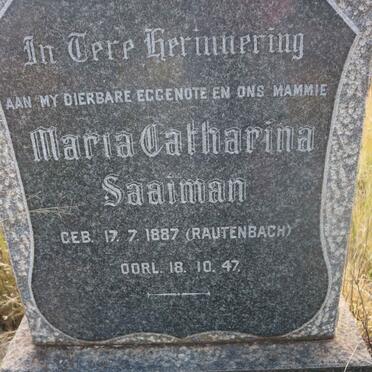 In Tere Herinnering
AAN MY DIERBARE EGGENOTE EN ONS MAMMIE
Maria Catharina
Saaiman
GEB. 17. 7. 1887 (RAUTENBACH)
OORL. 18. 10. 47.